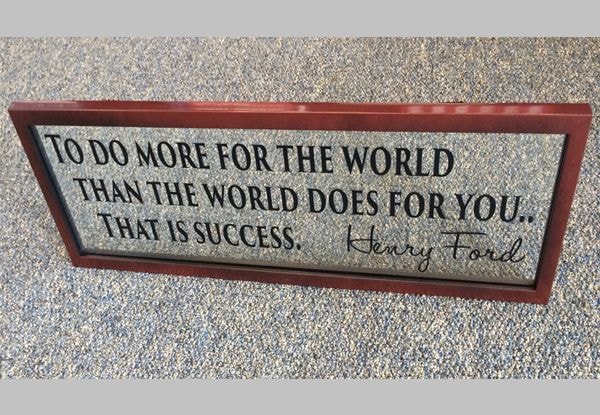 TO DO MORE FOR THE WORLD
THAN THE WORLD DOES FOR YOU..
THAT IS SUCCESS. Henry Ford